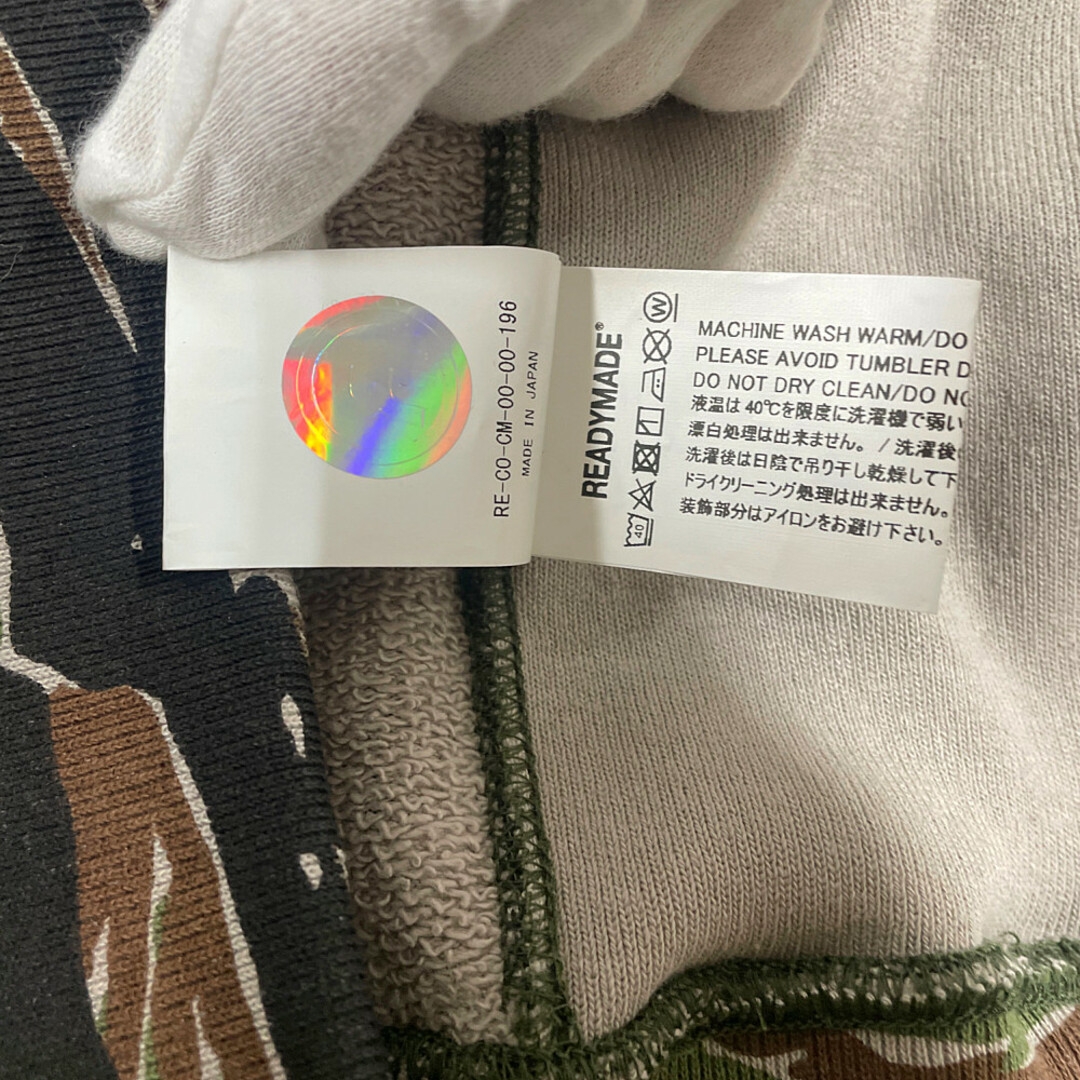 RE-CO-CM-00-00-196
MADE IN JAPAN
READYMADE®
40
W
MACHINE WASH WARM/DO
PLEASE AVOID TUMBLER D
DO NOT DRY CLEAN/DO NO
液温は40℃を限度に洗濯機で弱い
漂白処理は出来ません。/洗濯後
洗濯後は日陰で吊り干し乾燥して下
ドライクリーニング処理は出来ません。
装飾部分はアイロンをお避け下さい。